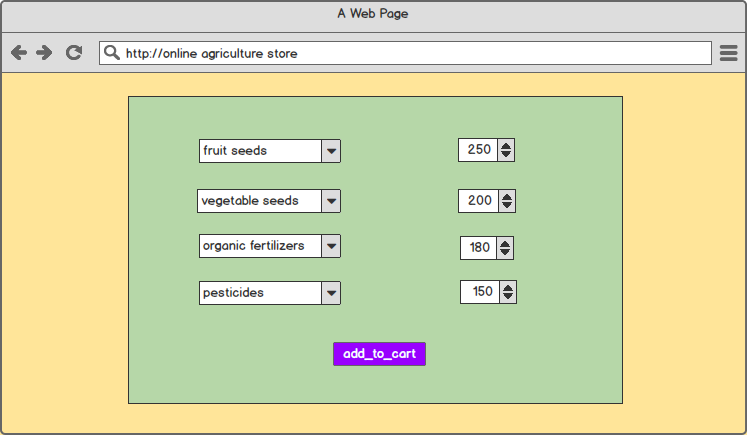 A Web Page
http://online agriculture store
fruit seeds 250
vegetable seeds 200
organic fertilizers 180
pesticides 150
add_to_cart